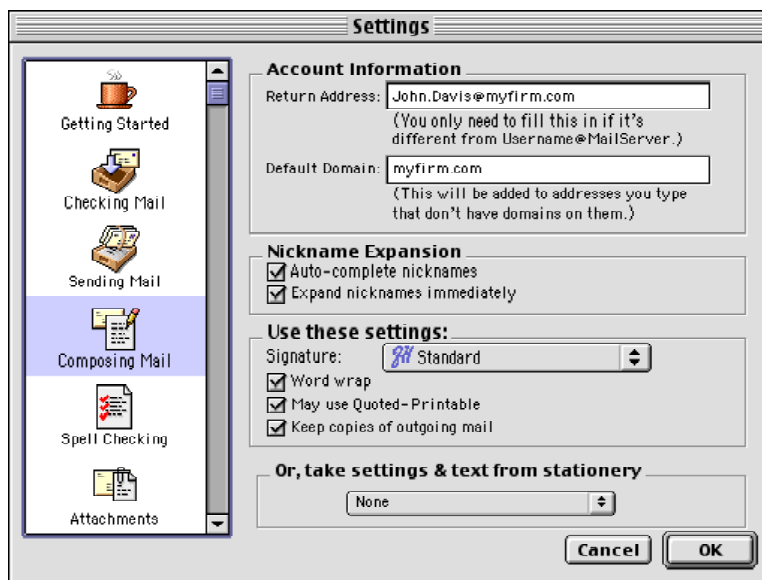 Settings
Getting Started
Checking Mail
Sending Mail
Composing Mail
Spell Checking
Attachments
Account Information
Return Address: John.Davis@myfirm.com
(You only need to fill this in if it's
different from Username@MailServer.)
Default Domain: myfirm.com
(This will be added to addresses you type
that don't have domains on them.)
Nickname Expansion
Auto-complete nicknames
Expand nicknames immediately
Use these settings:
Signature: Standard
Word wrap
May use Quoted-Printable
Keep copies of outgoing mail
Or, take settings & text from stationery
None
Cancel OK